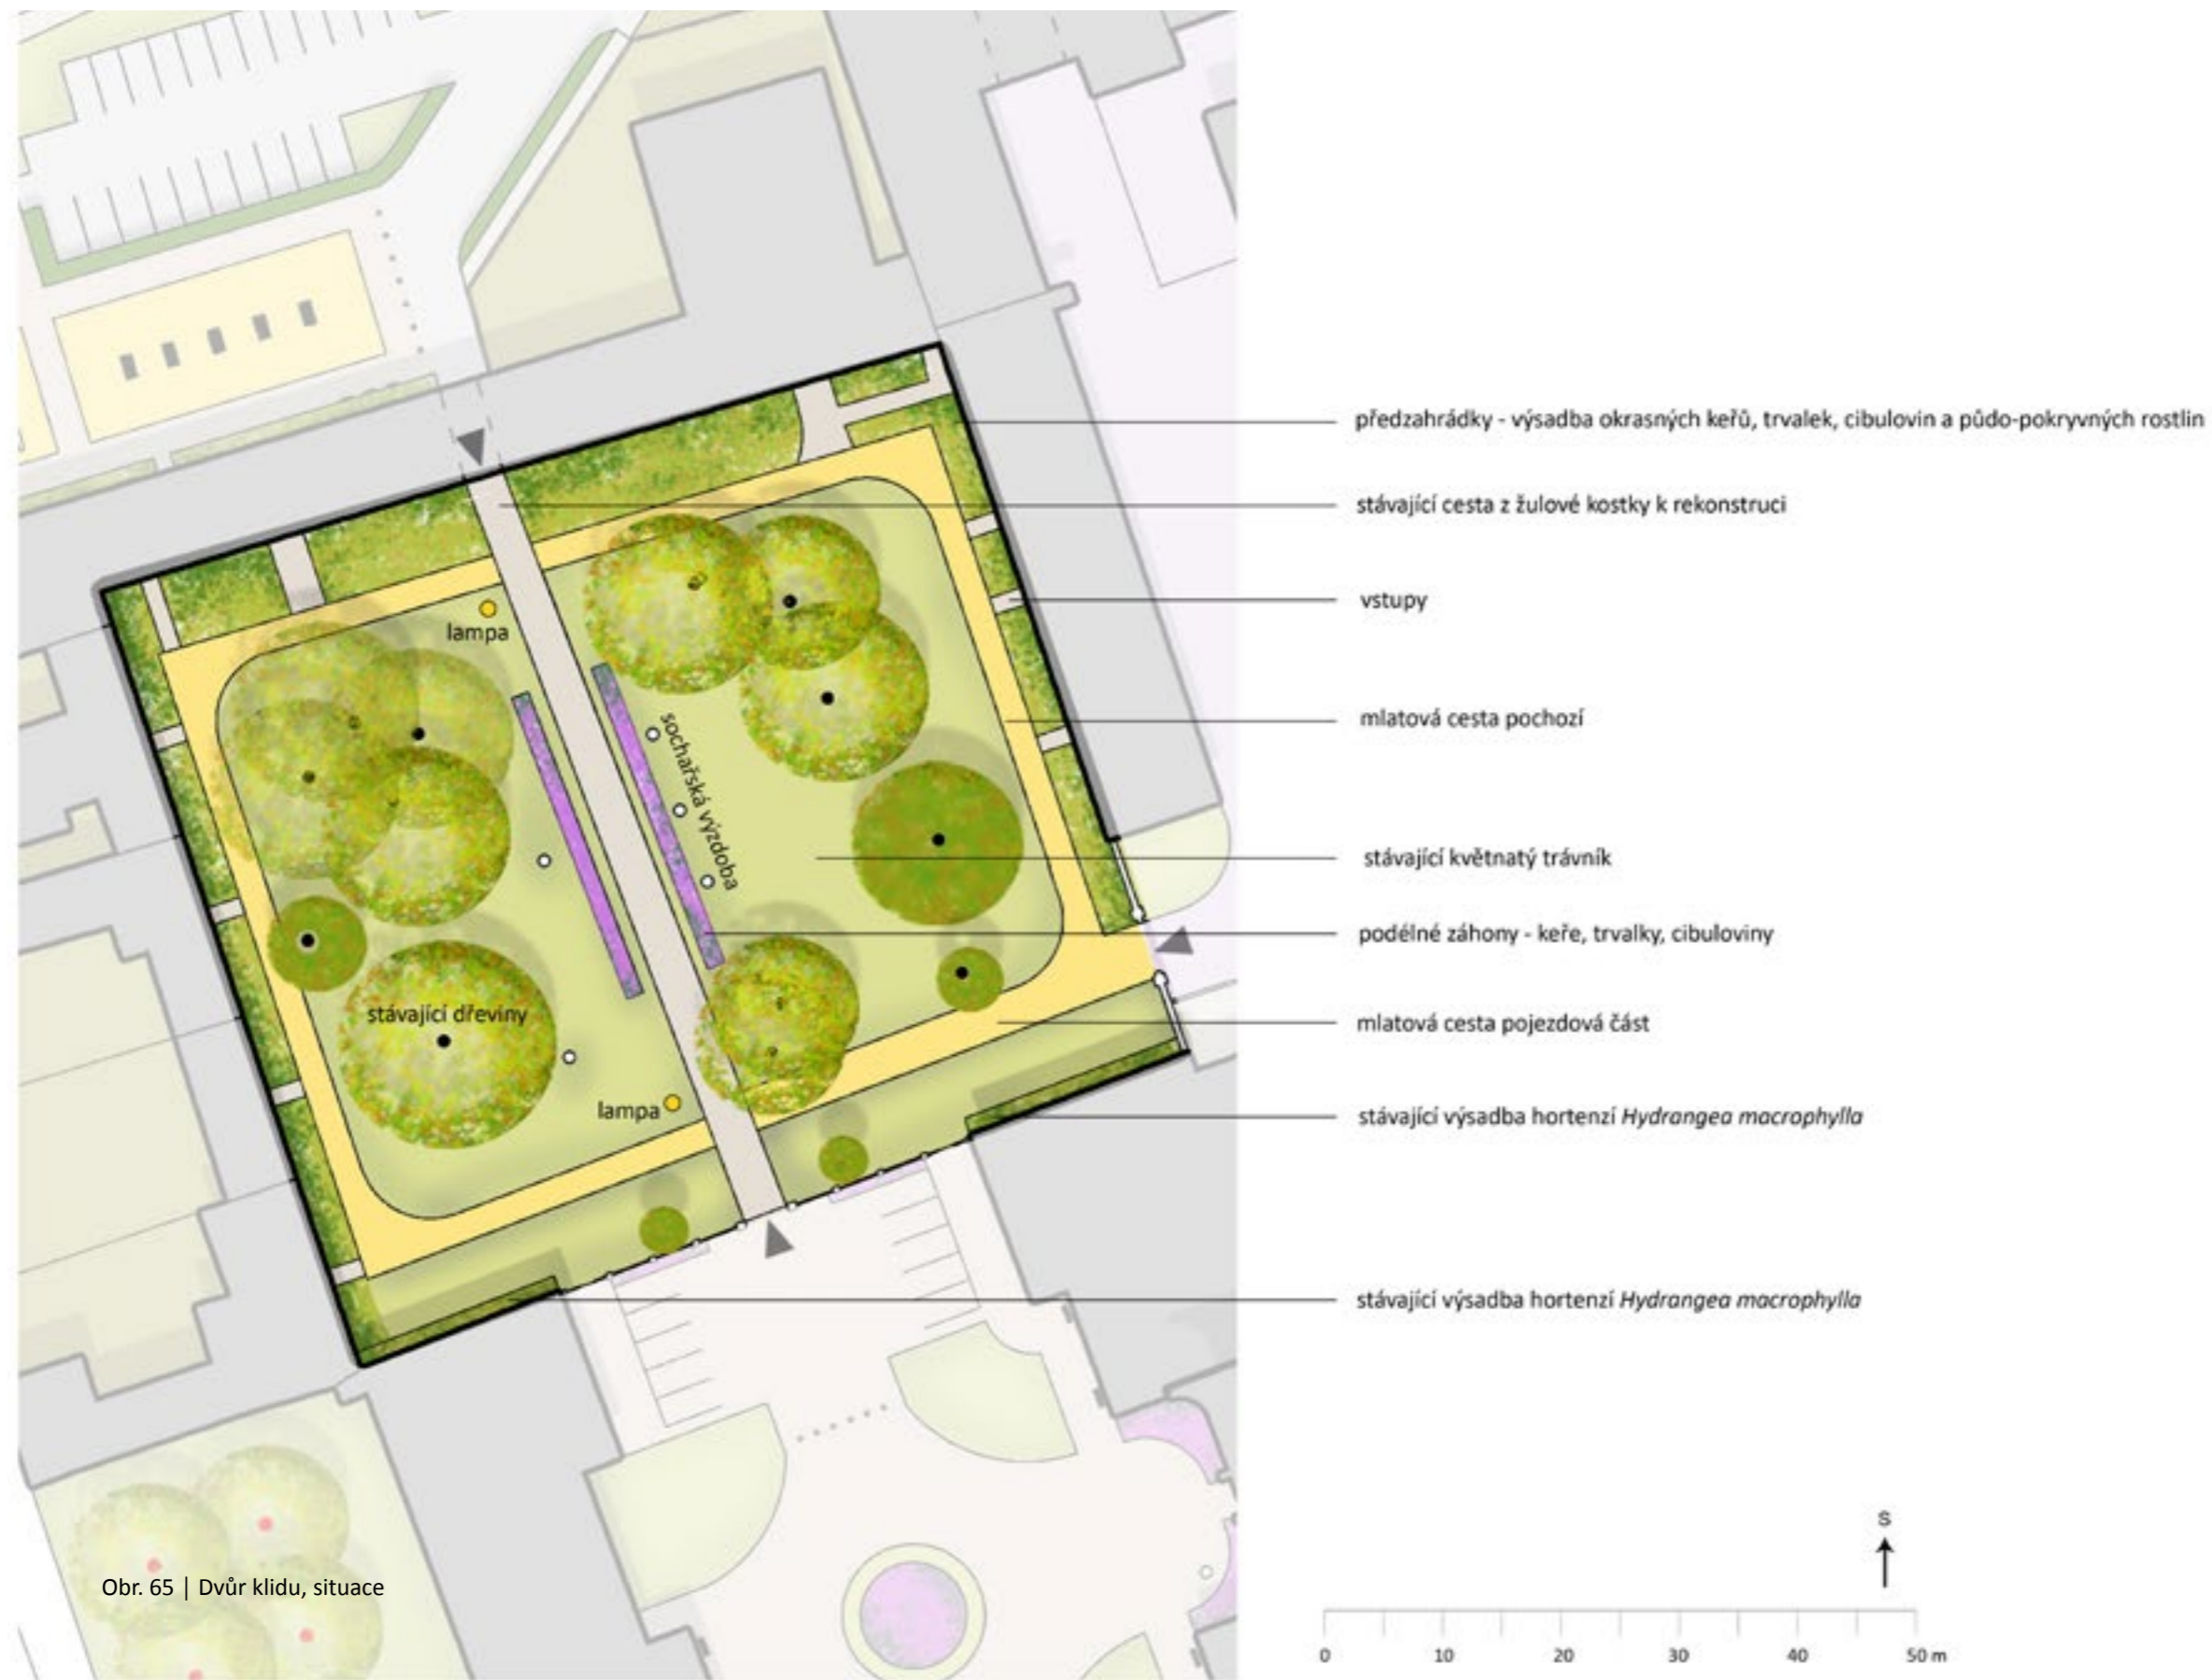 předzahrádky - výsadba okrasných keřů, trvalek, cibulovin a půdo-pokryvných rostlin
stávající cesta z žulové kostky k rekonstruci
vstupy
lampa
mlatová cesta pochozí
sochařská výzdoba
stávající květnatý trávník
podélné záhony - keře, trvalky, cibuloviny
stávající dřeviny
mlatová cesta pojezdová část
lampa
stávající výsadba hortenzí Hydrangea macrophylla
stávající výsadba hortenzí Hydrangea macrophylla
S
Obr. 65 | Dvůr klidu, situace
0 10 20 30 40 50 m